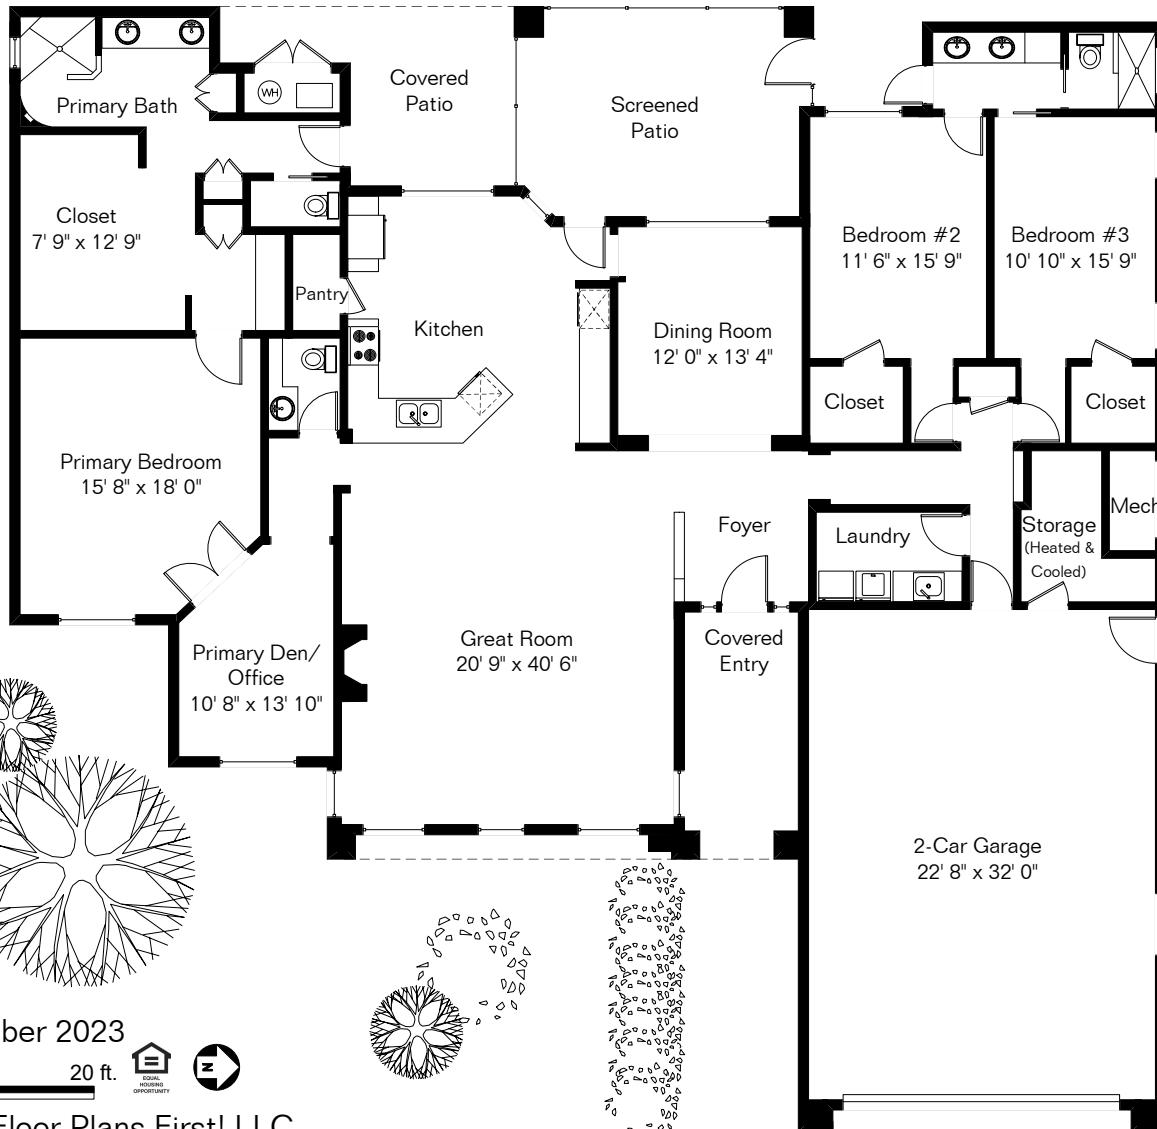 Covered
Patio
Screened
Patio
WH
Primary Bath
Closet
7' 9" x 12' 9"
Pantry
Kitchen
Dining Room
12' 0" x 13' 4"
Bedroom #2
11' 6" x 15' 9"
Bedroom #3
10' 10" x 15' 9"
Closet
Closet
Primary Bedroom
15' 8" x 18' 0"
Foyer
Laundry
Storage
(Heated &
Cooled)
Mech
Primary Den/
Office
10' 8" x 13' 10"
Great Room
20' 9" x 40' 6"
Covered
Entry
2-Car Garage
22' 8" x 32' 0"
ber 2023
20 ft.
EQUAL
HOUSING
OPPORTUNITY
N
Floor Plans First! LLC